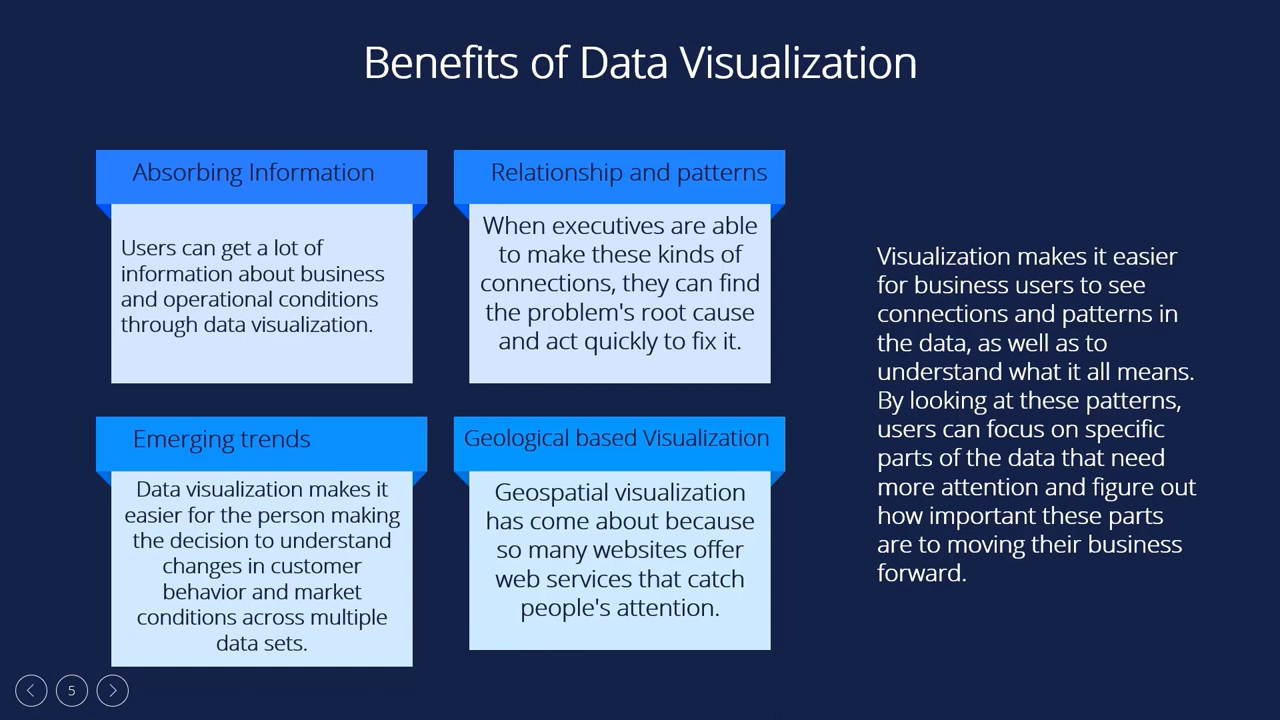 Benefits of Data Visualization
Absorbing Information
Users can get a lot of
information about business
and operational conditions
through data visualization.
Relationship and patterns
When executives are able
to make these kinds of
connections, they can find
the problem's root cause
and act quickly to fix it.
Emerging trends
Data visualization makes it
easier for the person making
the decision to understand
changes in customer
behavior and market
conditions across multiple
data sets.
Geological based Visualization
Geospatial visualization
has come about because
so many websites offer
web services that catch
people's attention.
Visualization makes it easier
for business users to see
connections and patterns in
the data, as well as to
understand what it all means.
By looking at these patterns,
users can focus on specific
parts of the data that need
more attention and figure out
how important these parts
are to moving their business
forward.
5